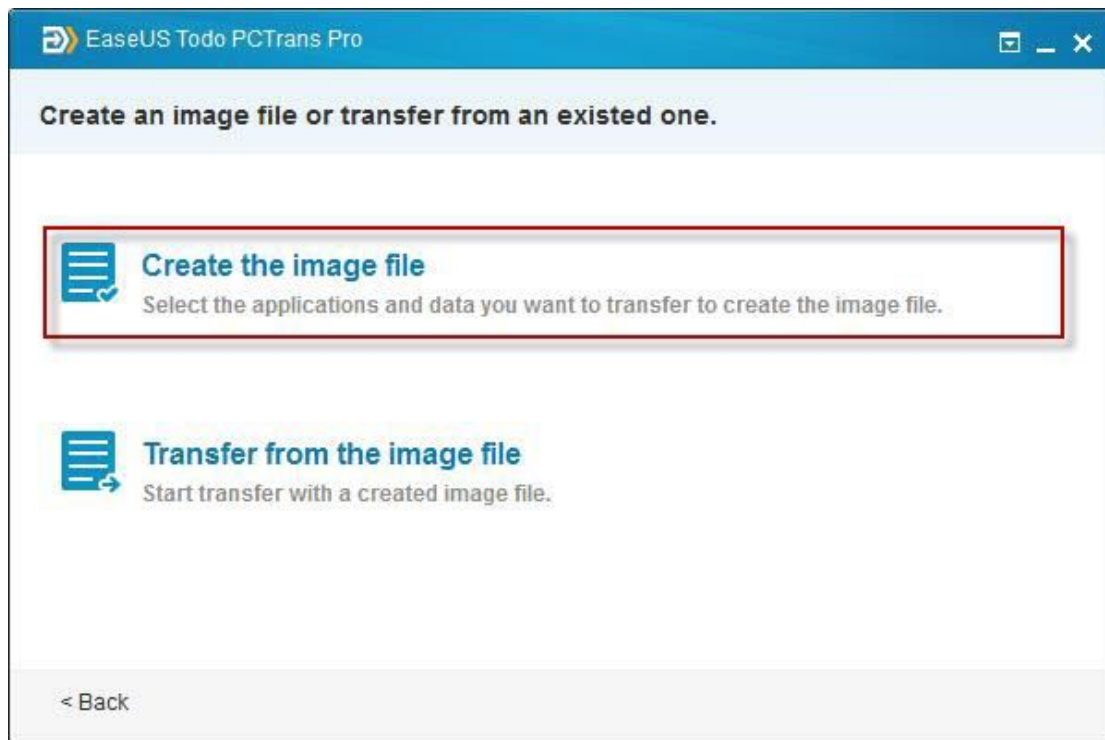 EaseUS Todo PCTrans Pro
Create an image file or transfer from an existed one.
Create the image file
Select the applications and data you want to transfer to create the image file.
Transfer from the image file
Start transfer with a created image file.
< Back